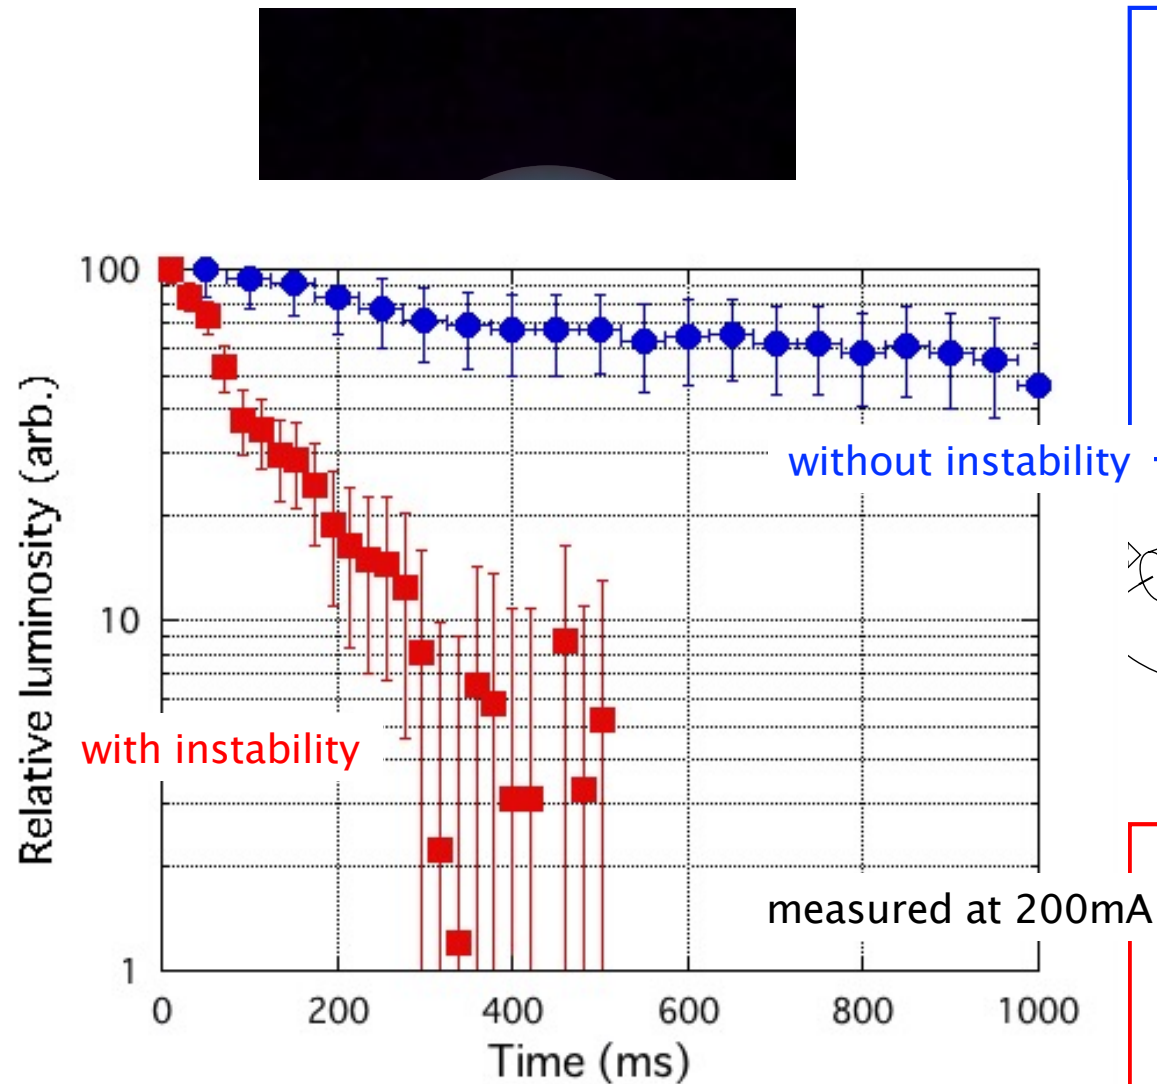 100
without instability
10
Relative luminosity (arb.)
with instability
measured at 200mA
1
0 200 400 600 800 1000
Time (ms)